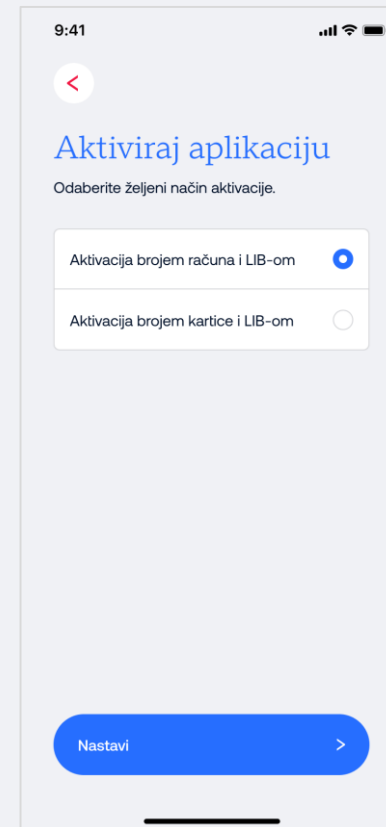 9:41
Aktiviraj aplikaciju
Odaberite željeni način aktivacije.
Aktivacija brojem računa i LIB-om
Aktivacija brojem kartice i LIB-om
Nastavi